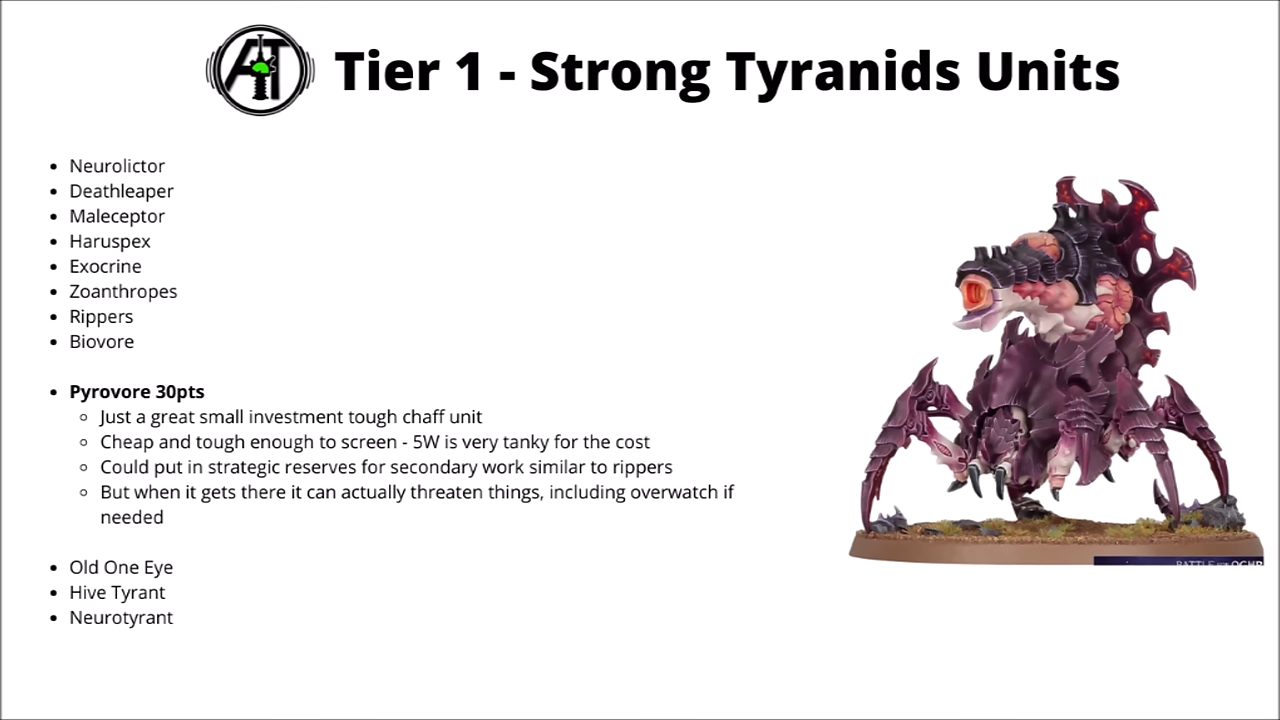 AT
Tier 1 - Strong Tyranids Units
• Neurolictor
• Deathleaper
• Maleceptor
• Haruspex
• Exocrine
• Zoanthropes
• Rippers
• Biovore
• Pyrovore 30pts
◦ Just a great small investment tough chaff unit
◦ Cheap and tough enough to screen - 5W is very tanky for the cost
◦ Could put in strategic reserves for secondary work similar to rippers
◦ But when it gets there it can actually threaten things, including overwatch if
needed
• Old One Eye
• Hive Tyrant
• Neurotyrant
BATTLE